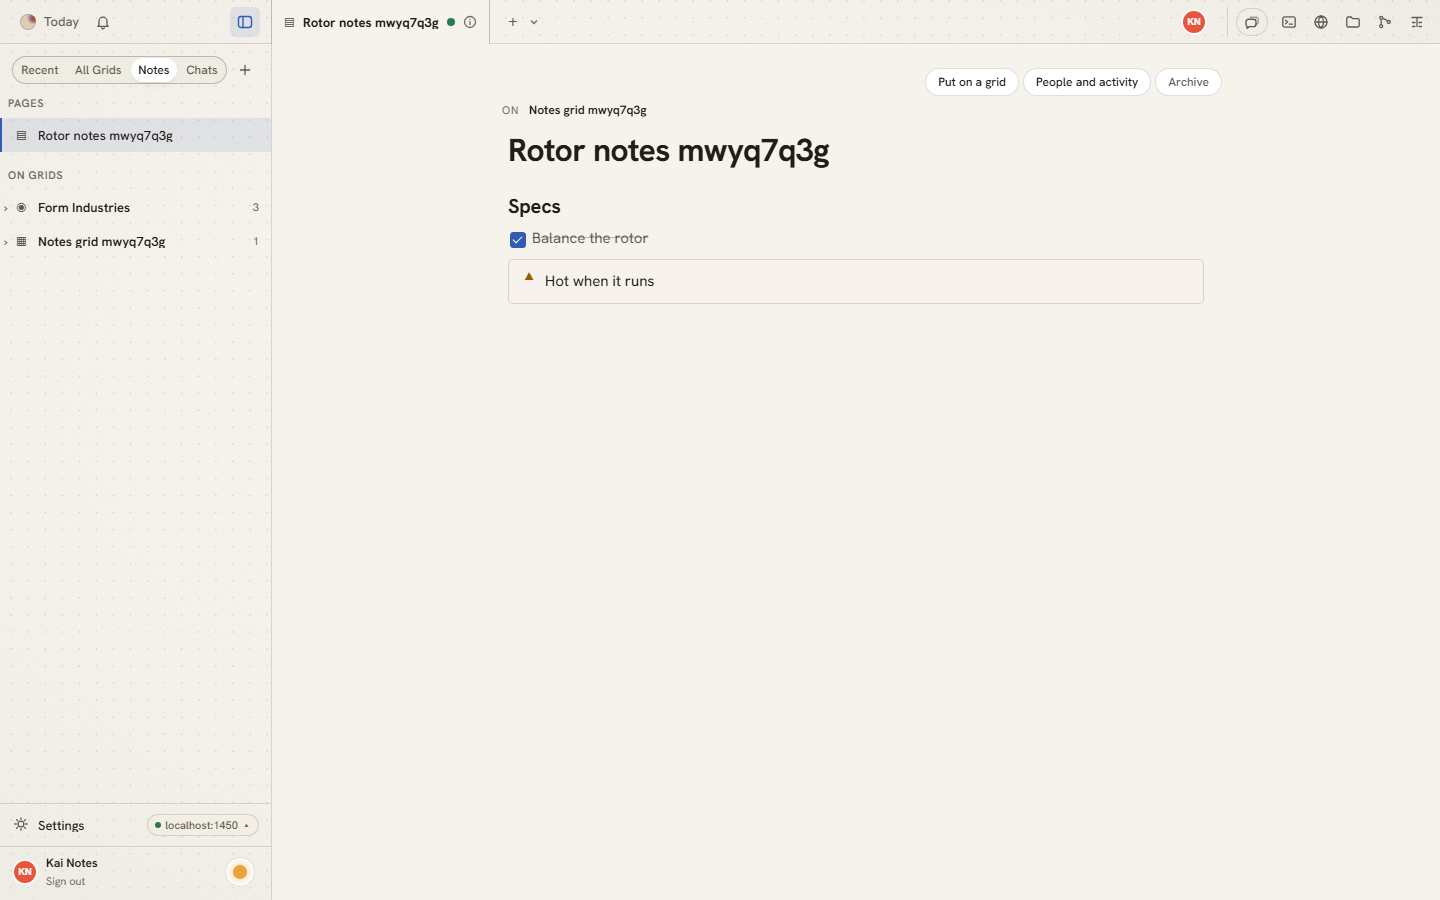 Today
Rotor notes mwyq7q3g
KN
Recent
All Grids
Notes
Chats
PAGES
Rotor notes mwyq7q3g
ON GRIDS
Form Industries
3
Notes grid mwyq7q3g
1
Put on a grid
People and activity
Archive
ON Notes grid mwyq7q3g
Rotor notes mwyq7q3g
Specs
Balance the rotor
Hot when it runs
Settings
localhost:1450
KN
Kai Notes
Sign out